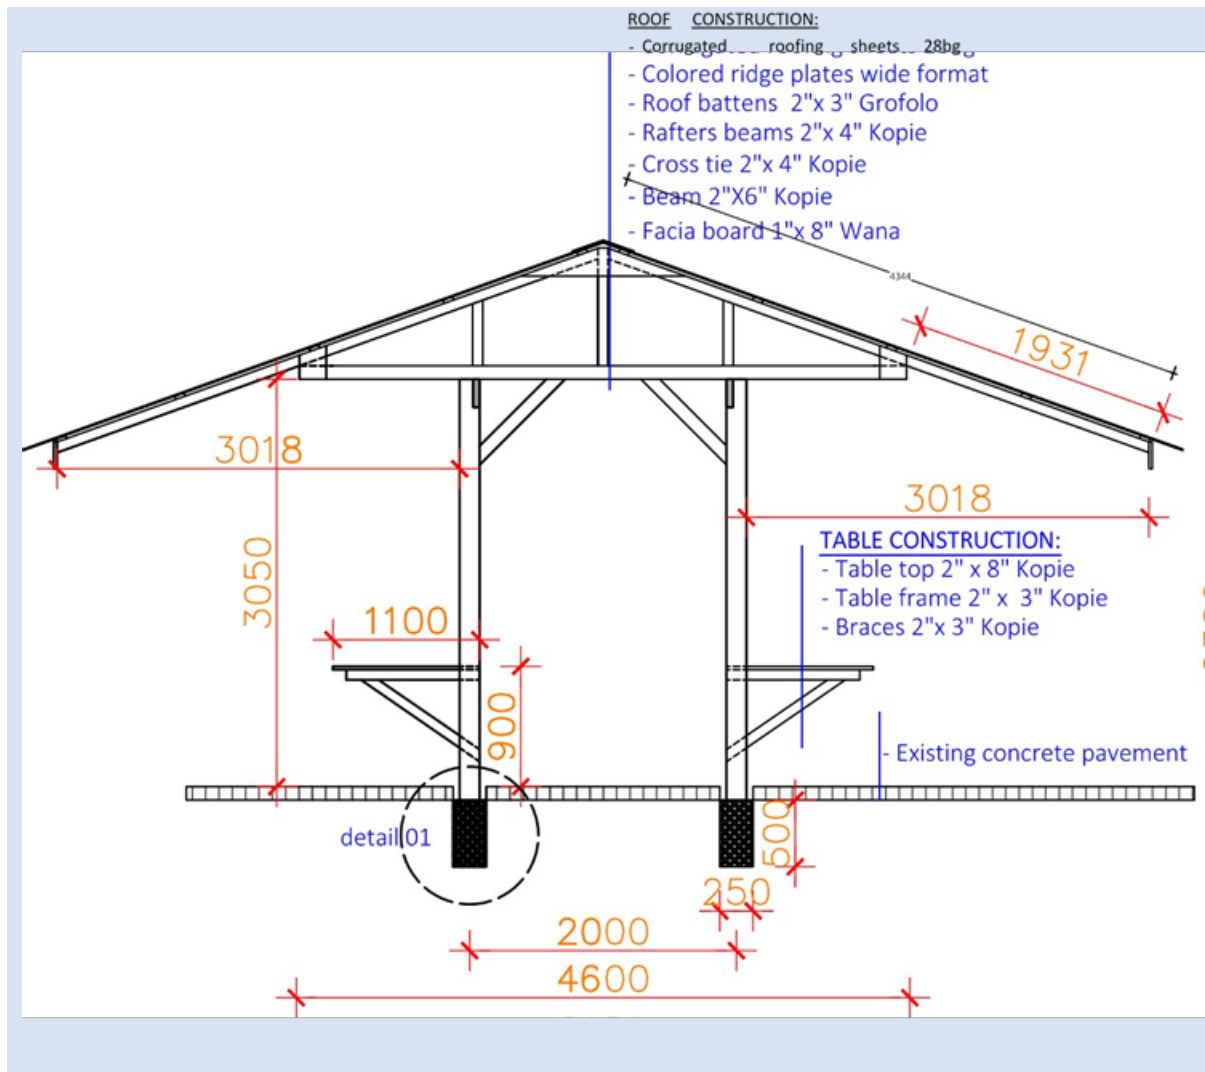 ROOF CONSTRUCTION:
- Corrugated roofing sheets 28bg
- Colored ridge plates wide format
- Roof battens 2"x 3" Grofolo
- Rafters beams 2"x 4" Kopie
- Cross tie 2"x 4" Kopie
- Beam 2"X6" Kopie
- Facia board 1"x 8" Wana
4344
1931
3018
3018
3050
TABLE CONSTRUCTION:
- Table top 2" x 8" Kopie
- Table frame 2" x 3" Kopie
- Braces 2"x 3" Kopie
1100
900
- Existing concrete pavement
detail 01
500
250
2000
4600